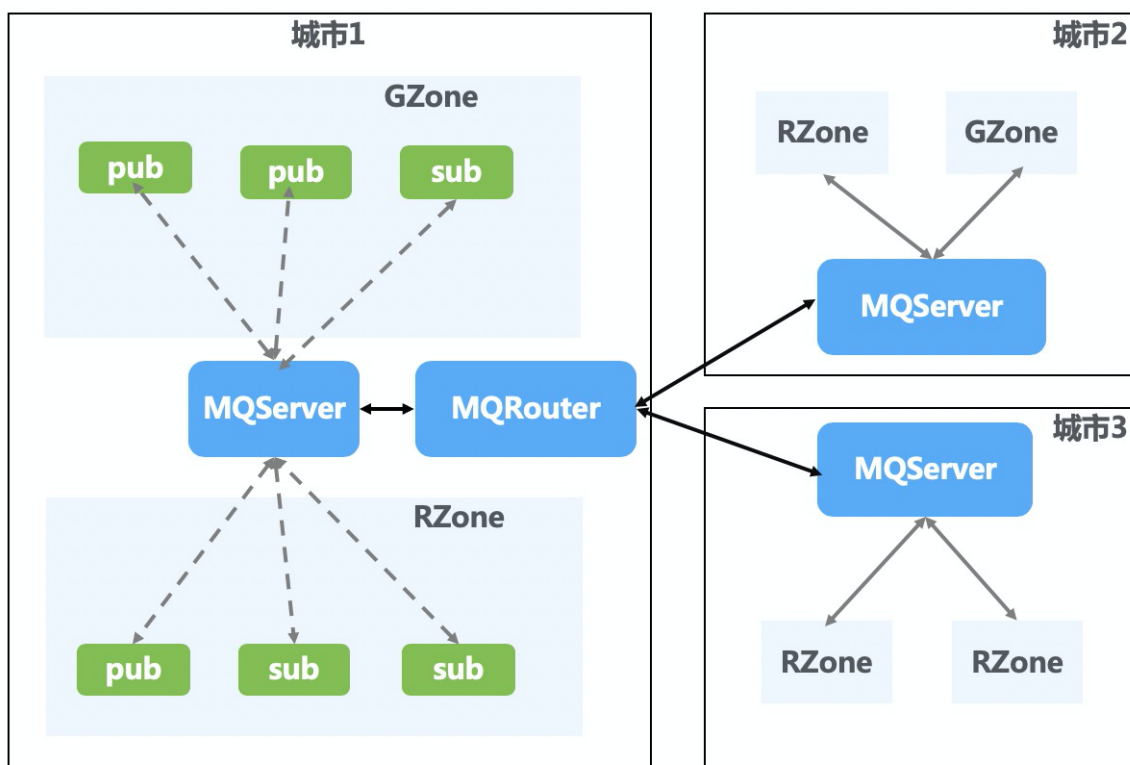 城市1
GZone
pub
pub
sub
MQServer
MQRouter
RZone
pub
sub
sub
城市2
RZone
GZone
MQServer
城市3
MQServer
RZone
RZone